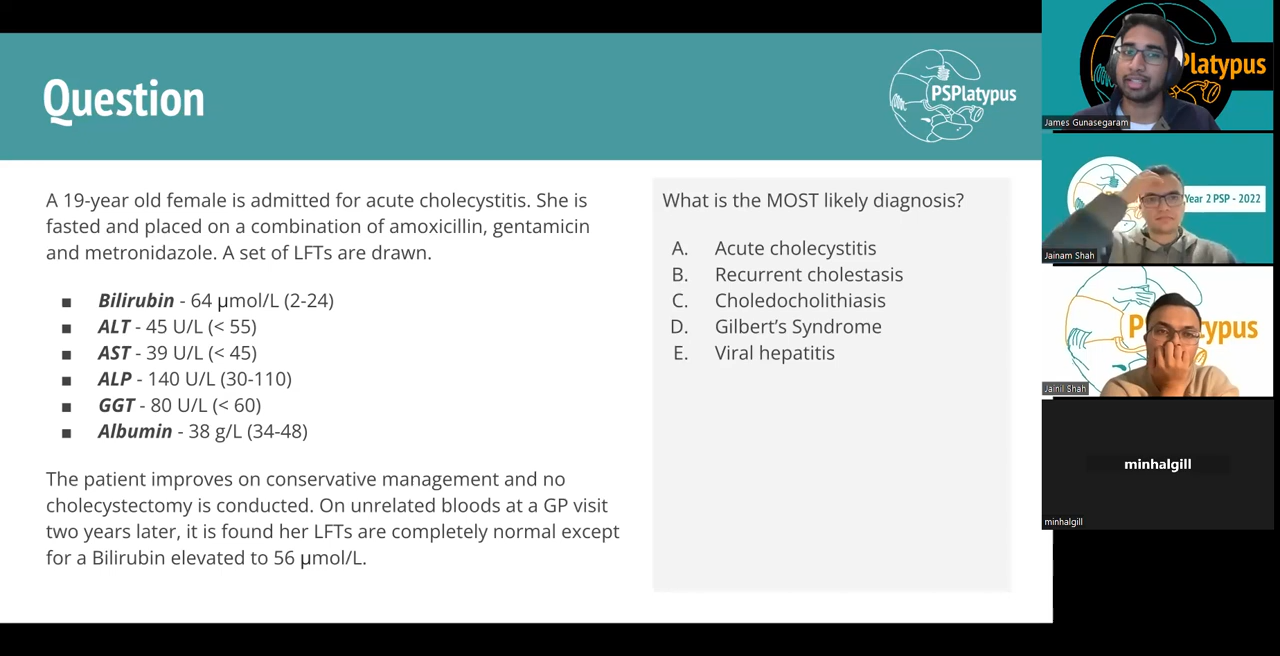 Question
PSPlatypus
A 19-year old female is admitted for acute cholecystitis. She is
fasted and placed on a combination of amoxicillin, gentamicin
and metronidazole. A set of LFTs are drawn.
■ Bilirubin - 64 µmol/L (2-24)
■ ALT - 45 U/L (< 55)
■ AST - 39 U/L (< 45)
■ ALP - 140 U/L (30-110)
■ GGT - 80 U/L (< 60)
■ Albumin - 38 g/L (34-48)
The patient improves on conservative management and no
cholecystectomy is conducted. On unrelated bloods at a GP visit
two years later, it is found her LFTs are completely normal except
for a Bilirubin elevated to 56 µmol/L.
What is the MOST likely diagnosis?
A. Acute cholecystitis
B. Recurrent cholestasis
C. Choledocholithiasis
D. Gilbert's Syndrome
E. Viral hepatitis
Platypus
James Gunasegaram
Year 2 PSP - 2022
Jainam Shah
P typus
Jainil Shah
minhalgill
minhalgill